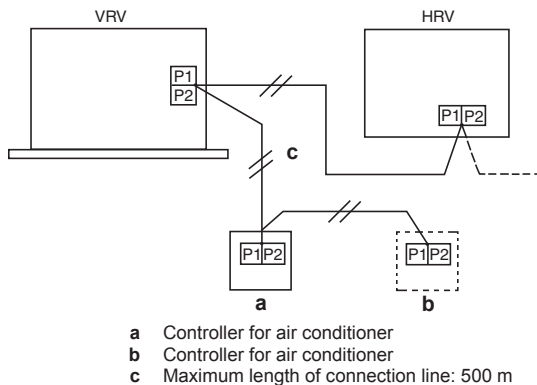 VRV HRV
P1
P2
P1 P2
c
P1 P2 P1 P2
a b
a Controller for air conditioner
b Controller for air conditioner
c Maximum length of connection line: 500 m